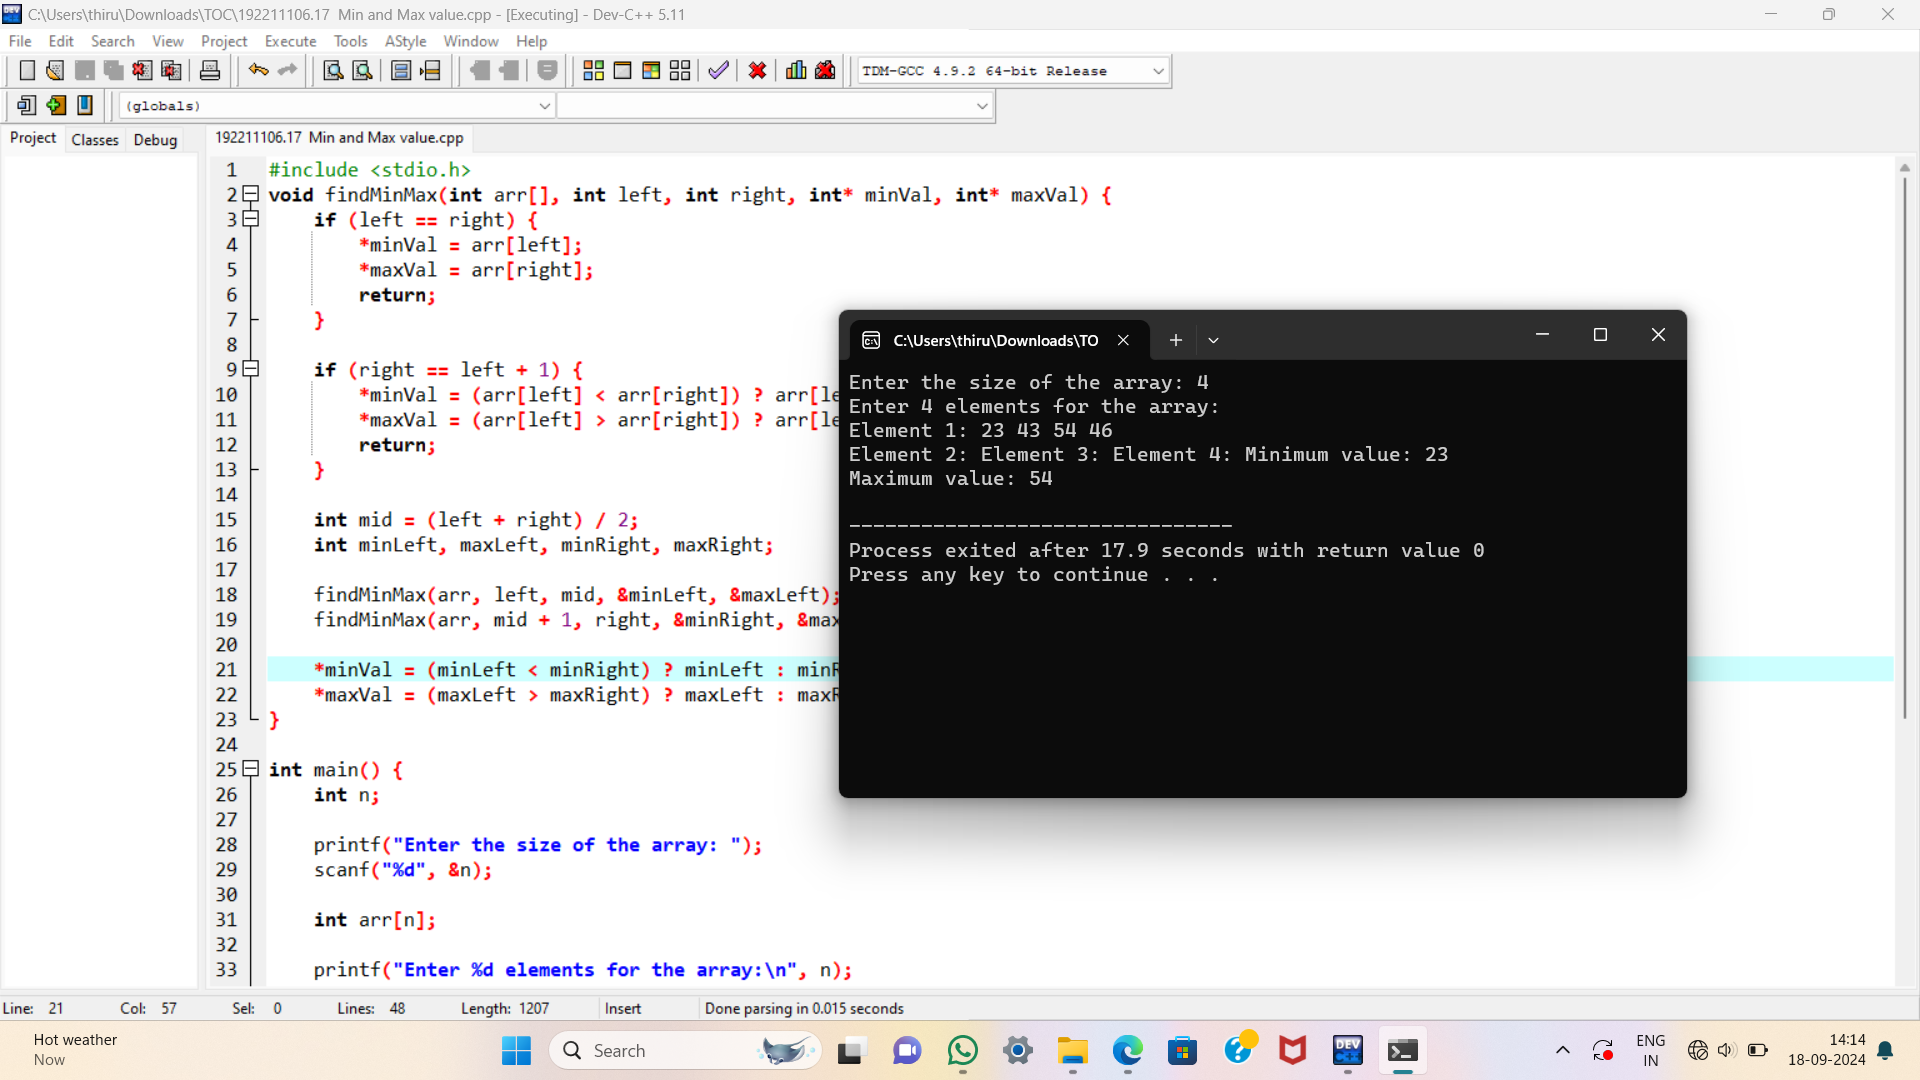 C:\Users\thiru\Downloads\TOC\192211106.17  Min and Max value.cpp - [Executing] - Dev-C++ 5.11
File Edit Search View Project Execute Tools AStyle Window Help
TDM-GCC 4.9.2 64-bit Release
(globals)
Project Classes Debug
192211106.17  Min and Max value.cpp
1 #include <stdio.h>
2 void findMinMax(int arr[], int left, int right, int* minVal, int* maxVal) {
3     if (left == right) {
4         *minVal = arr[left];
5         *maxVal = arr[right];
6         return;
7     }
8
9     if (right == left + 1) {
10         *minVal = (arr[left] < arr[right]) ? arr[le
11         *maxVal = (arr[left] > arr[right]) ? arr[le
12         return;
13     }
14
15     int mid = (left + right) / 2;
16     int minLeft, maxLeft, minRight, maxRight;
17
18     findMinMax(arr, left, mid, &minLeft, &maxLeft);
19     findMinMax(arr, mid + 1, right, &minRight, &max
20
21     *minVal = (minLeft < minRight) ? minLeft : minR
22     *maxVal = (maxLeft > maxRight) ? maxLeft : maxR
23 }
24
25 int main() {
26     int n;
27
28     printf("Enter the size of the array: ");
29     scanf("%d", &n);
30
31     int arr[n];
32
33     printf("Enter %d elements for the array:\n", n);
C:\Users\thiru\Downloads\TO
Enter the size of the array: 4
Enter 4 elements for the array:
Element 1: 23 43 54 46
Element 2: Element 3: Element 4: Minimum value: 23
Maximum value: 54
--------------------------------
Process exited after 17.9 seconds with return value 0
Press any key to continue . . .
Line: 21 Col: 57 Sel: 0 Lines: 48 Length: 1207 Insert Done parsing in 0.015 seconds
Hot weather
Now
Search
DEV
ENG
IN
14:14
18-09-2024